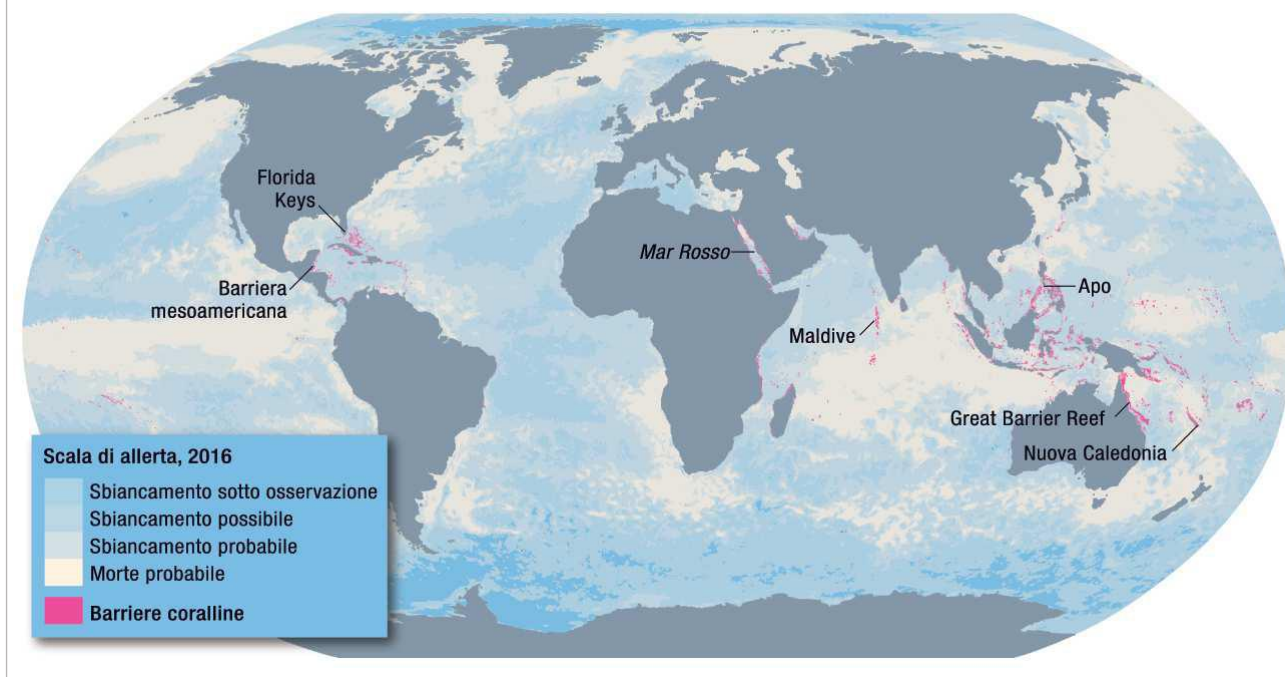 Florida
Keys
Barriera
mesoamericana
Mar Rosso
Maldive
Apo
Great Barrier Reef
Nuova Caledonia
Scala di allerta, 2016
Sbiancamento sotto osservazione
Sbiancamento possibile
Sbiancamento probabile
Morte probabile
Barriere coralline